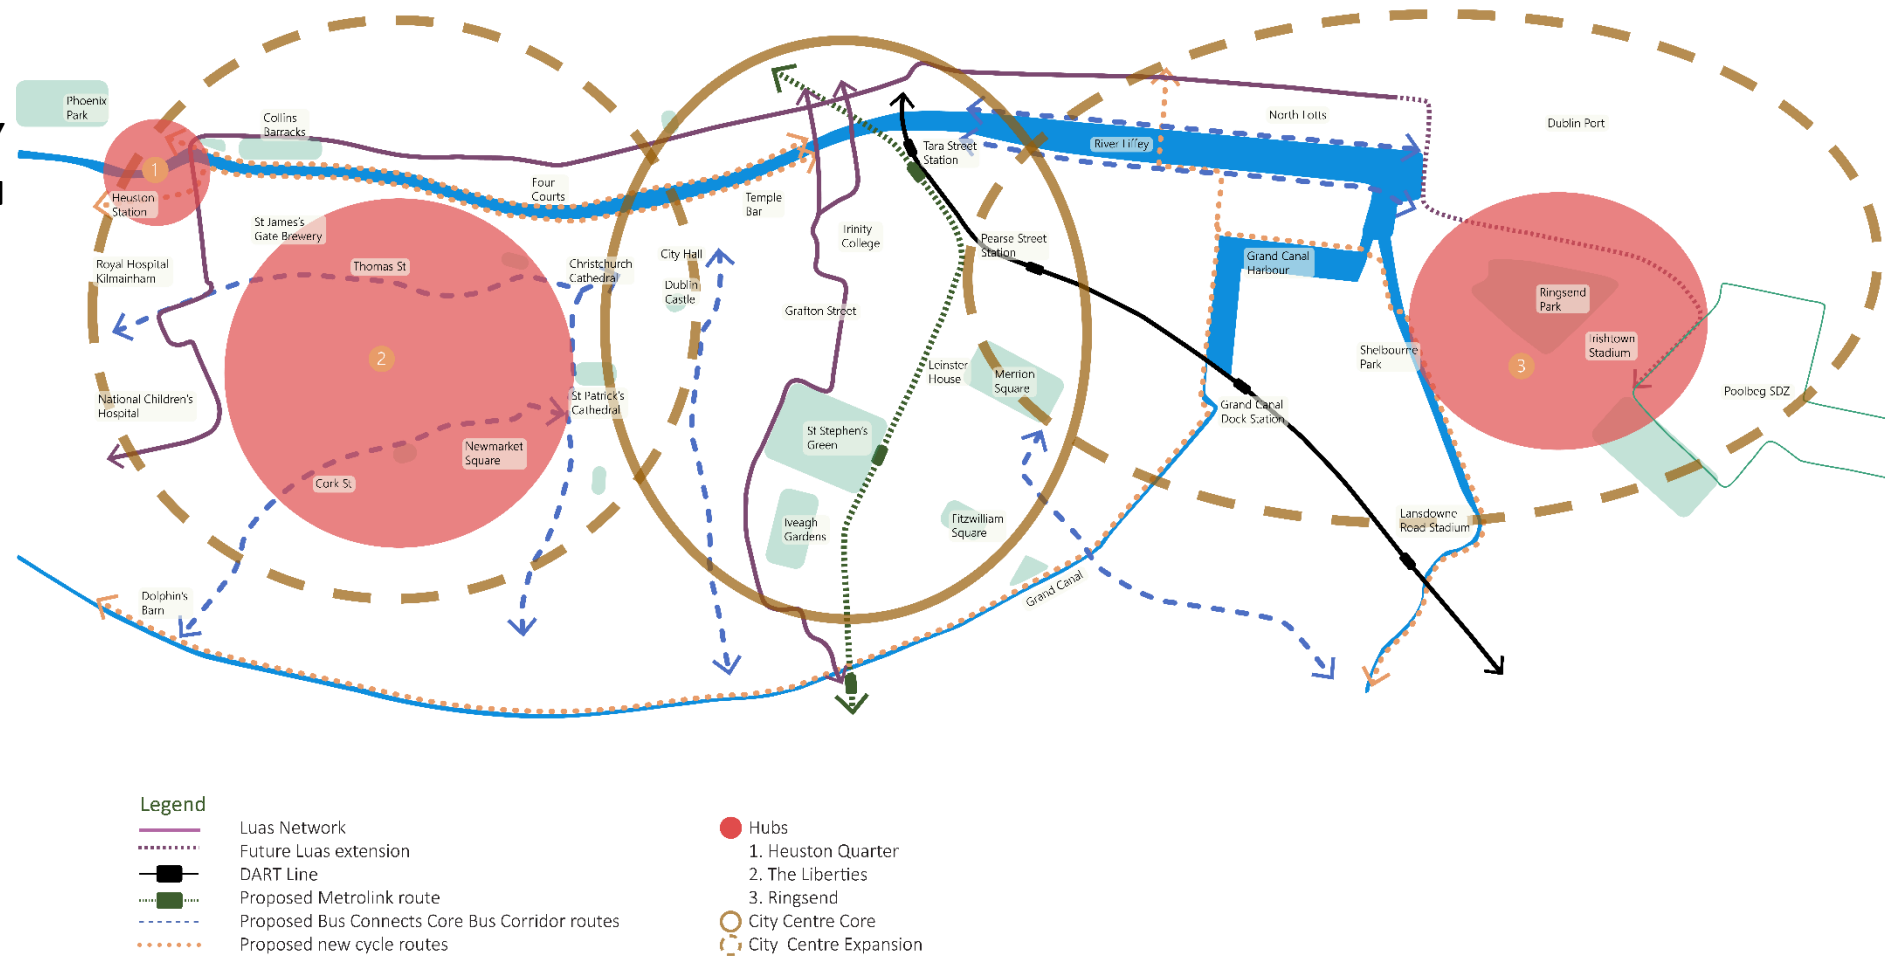 Phoenix
Park
Collins
Barracks
1
Heuston
Station
Four
Courts
Temple
Bar
Tara Street
Station
River Liffey
North Lotts
Dublin Port
St James's
Gate Brewery
Royal Hospital
Kilmainham
Thomas St
Christchurch
Cathedral
City Hall
Dublin
Castle
Trinity
College
Pearse Street
Station
Grand Canal
Harbour
Grafton Street
Ringsend
Park
Irishtown
Stadium
2
3
Shelbourne
Park
Leinster
House
Merrion
Square
Poolbeg SDZ
National Children's
Hospital
St Patrick's
Cathedral
Grand Canal
Dock Station
Newmarket
Square
St Stephen's
Green
Cork St
Iveagh
Gardens
Fitzwilliam
Square
Lansdowne
Road Stadium
Dolphin's
Barn
Grand Canal
Legend
Luas Network
Future Luas extension
DART Line
Proposed Metrolink route
Proposed Bus Connects Core Bus Corridor routes
Proposed new cycle routes
Hubs
1. Heuston Quarter
2. The Liberties
3. Ringsend
City Centre Core
City Centre Expansion